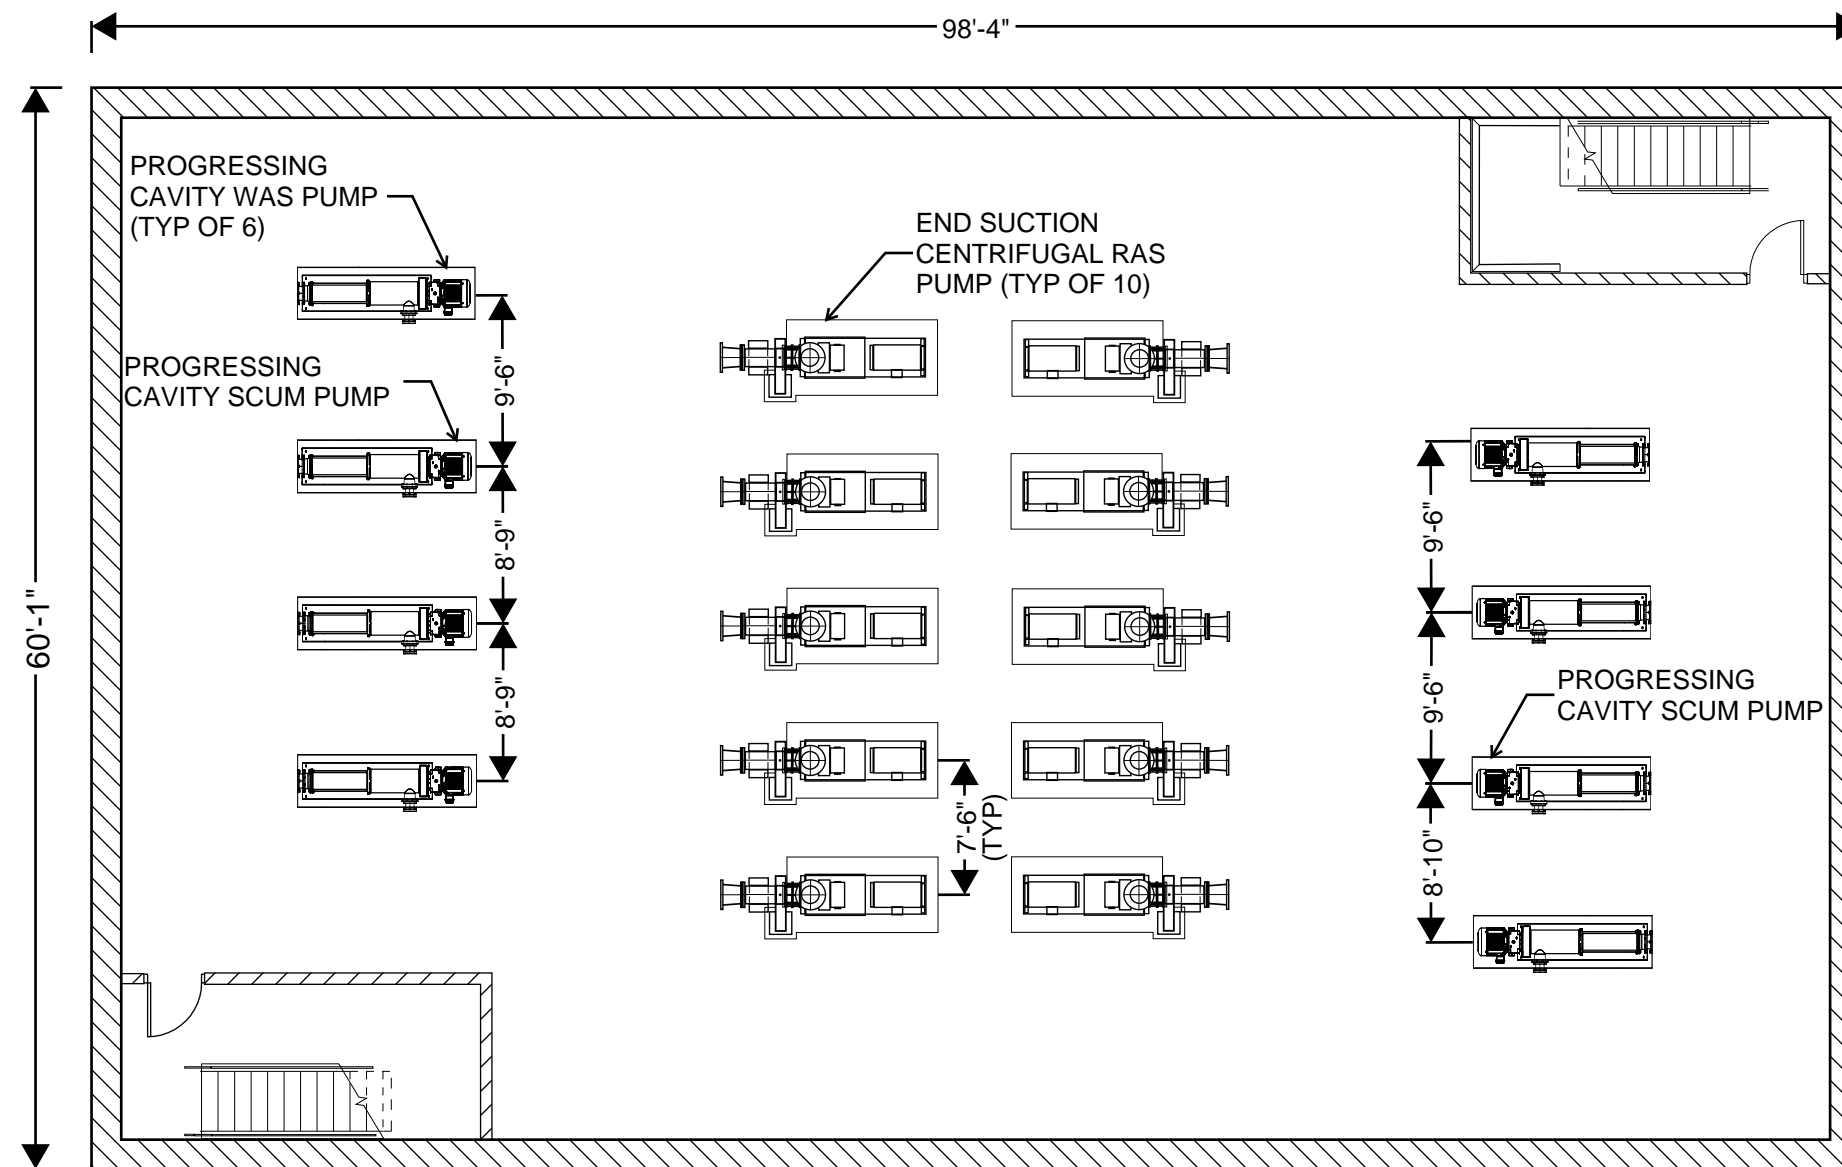 98'-4"
PROGRESSING
CAVITY WAS PUMP
(TYP OF 6)
END SUCTION
CENTRIFUGAL RAS
PUMP (TYP OF 10)
PROGRESSING
CAVITY SCUM PUMP
9'-6"
8'-9"
8'-9"
60'-1"
7'-6"
(TYP)
9'-6"
9'-6"
PROGRESSING
CAVITY SCUM PUMP
8'-10"